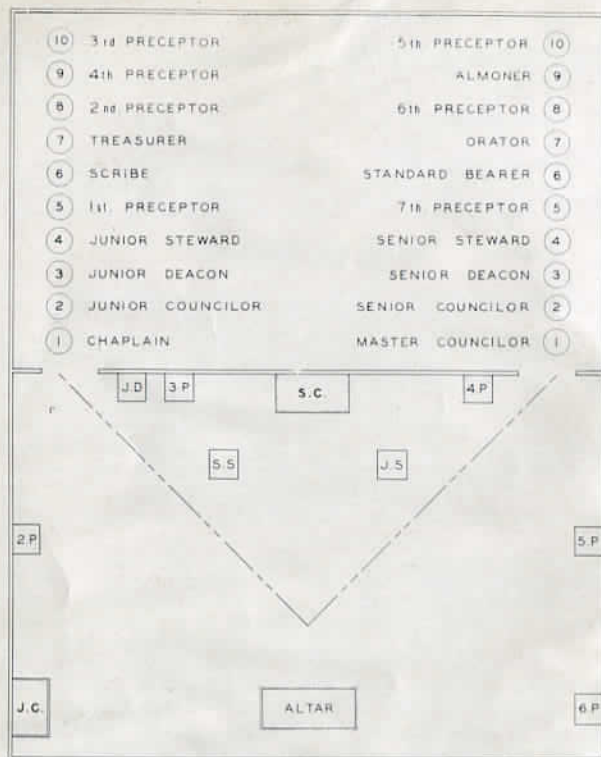 10 3rd PRECEPTOR 5th PRECEPTOR 10
9 4th PRECEPTOR ALMONER 9
8 2nd PRECEPTOR 6th PRECEPTOR 8
7 TREASURER ORATOR 7
6 SCRIBE STANDARD BEARER 6
5 1st. PRECEPTOR 7th PRECEPTOR 5
4 JUNIOR STEWARD SENIOR STEWARD 4
3 JUNIOR DEACON SENIOR DEACON 3
2 JUNIOR COUNCILOR SENIOR COUNCILOR 2
1 CHAPLAIN MASTER COUNCILOR 1
J.D 3.P S.C. 4.P
S.S J.S
2.P 5.P
J.C. ALTAR 6.P